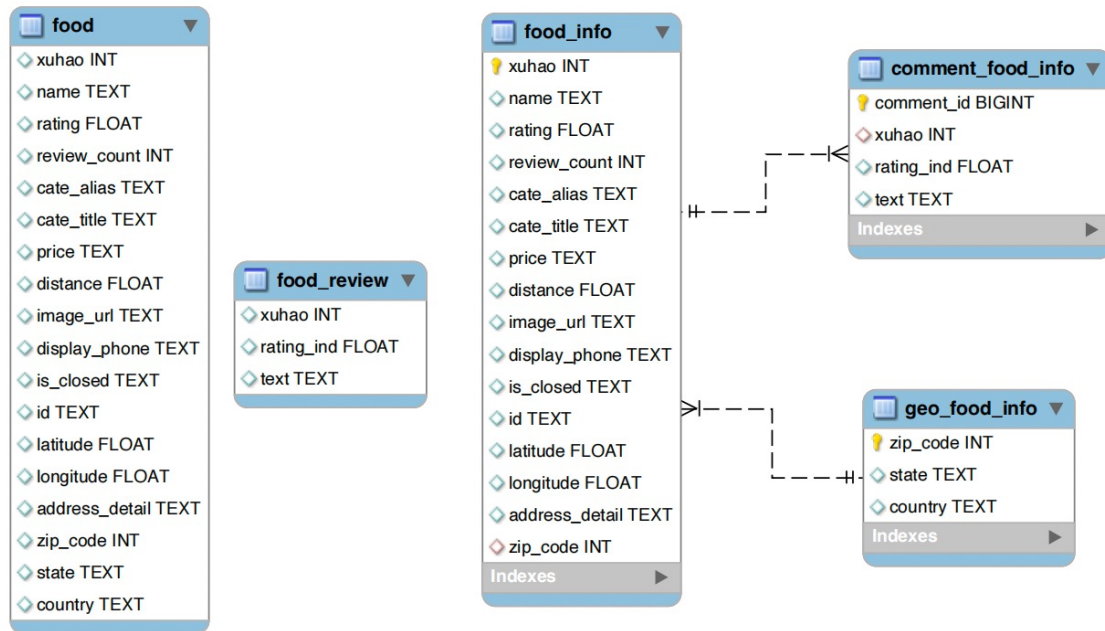 food
xuhao INT
name TEXT
rating FLOAT
review_count INT
cate_alias TEXT
cate_title TEXT
price TEXT
distance FLOAT
image_url TEXT
display_phone TEXT
is_closed TEXT
id TEXT
latitude FLOAT
longitude FLOAT
address_detail TEXT
zip_code INT
state TEXT
country TEXT
food_review
xuhao INT
rating_ind FLOAT
text TEXT
food_info
xuhao INT
name TEXT
rating FLOAT
review_count INT
cate_alias TEXT
cate_title TEXT
price TEXT
distance FLOAT
image_url TEXT
display_phone TEXT
is_closed TEXT
id TEXT
latitude FLOAT
longitude FLOAT
address_detail TEXT
zip_code INT
Indexes
comment_food_info
comment_id BIGINT
xuhao INT
rating_ind FLOAT
text TEXT
Indexes
geo_food_info
zip_code INT
state TEXT
country TEXT
Indexes